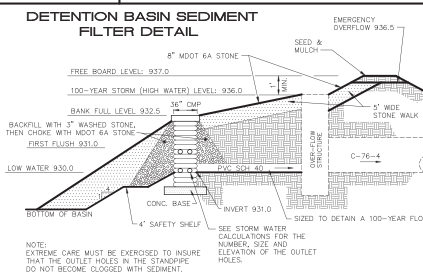 DETENTION BASIN SEDIMENT
FILTER DETAIL
EMERGENCY
OVERFLOW 936.5
SEED &
MULCH
8" MDOT 6A STONE
FREE BOARD LEVEL: 937.0
1'
MIN.
100-YEAR STORM (HIGH WATER) LEVEL: 936.0
BANK FULL LEVEL 932.5
36" CMP
5' WIDE
STONE WALK
BACKFILL WITH 3" WASHED STONE,
THEN CHOKE WITH MDOT 6A STONE
FIRST FLUSH 931.0
OVER-FLOW
STRUCTURE
C-76-4
LOW WATER 930.0
PVC SCH 40
1
4
CONC. BASE
INVERT 931.0
BOTTOM OF BASIN
4' SAFETY SHELF
SIZED TO DETAIN A 100-YEAR FLO
SEE STORM WATER
CALCULATIONS FOR THE
NUMBER, SIZE AND
ELEVATION OF THE OUTLET
HOLES.
NOTE:
EXTREME CARE MUST BE EXERCISED TO INSURE
THAT THE OUTLET HOLES IN THE STANDPIPE
DO NOT BECOME CLOGGED WITH SEDIMENT.